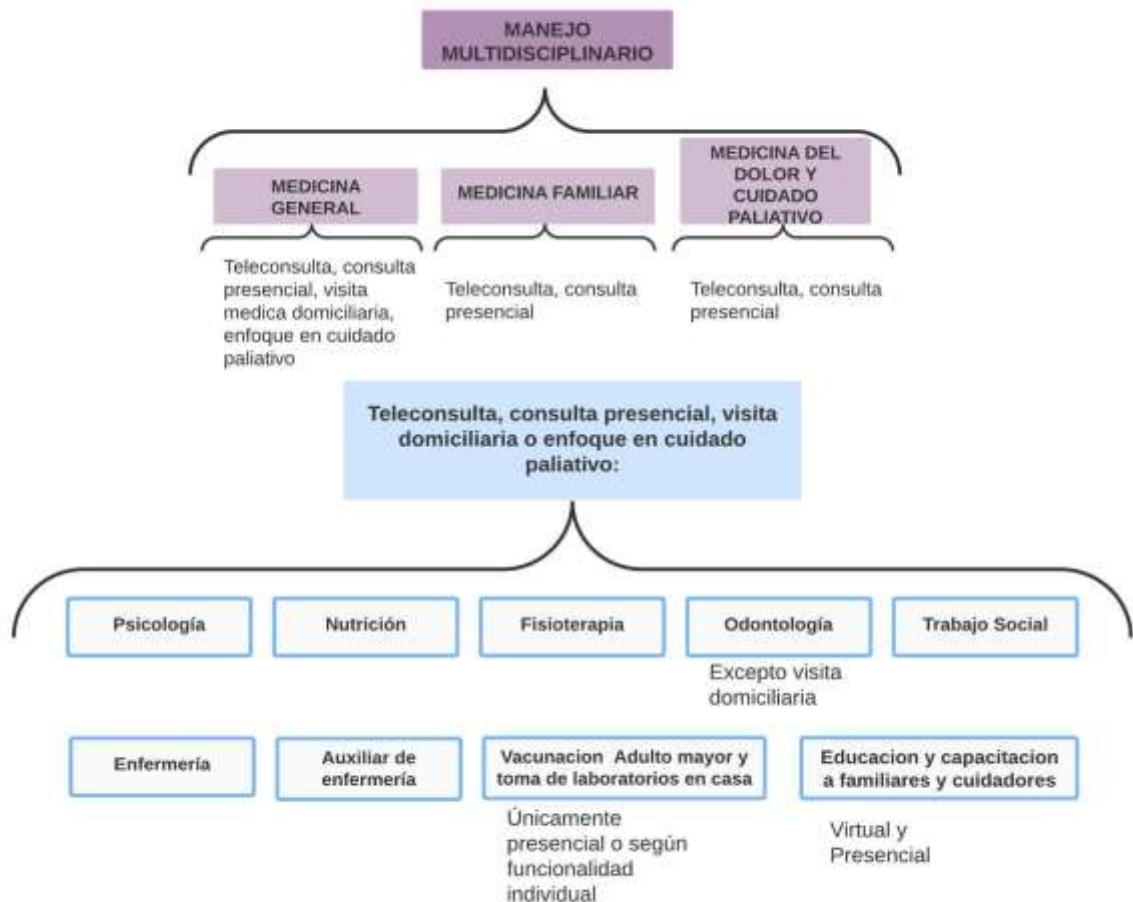 MANEJO
MULTIDISCIPLINARIO
MEDICINA
GENERAL
MEDICINA FAMILIAR
MEDICINA DEL
DOLOR Y
CUIDADO
PALIATIVO
Teleconsulta, consulta
presencial, visita
medica domiciliaria,
enfoque en cuidado
paliativo
Teleconsulta, consulta
presencial
Teleconsulta, consulta
presencial
Teleconsulta, consulta presencial, visita
domiciliaria o enfoque en cuidado
paliativo:
Psicología
Nutrición
Fisioterapia
Odontología
Trabajo Social
Excepto visita
domiciliaria
Enfermería
Auxiliar de
enfermería
Vacunacion Adulto mayor y
toma de laboratorios en casa
Educacion y capacitacion
a familiares y cuidadores
Únicamente
presencial o según
funcionalidad
individual
Virtual y
Presencial